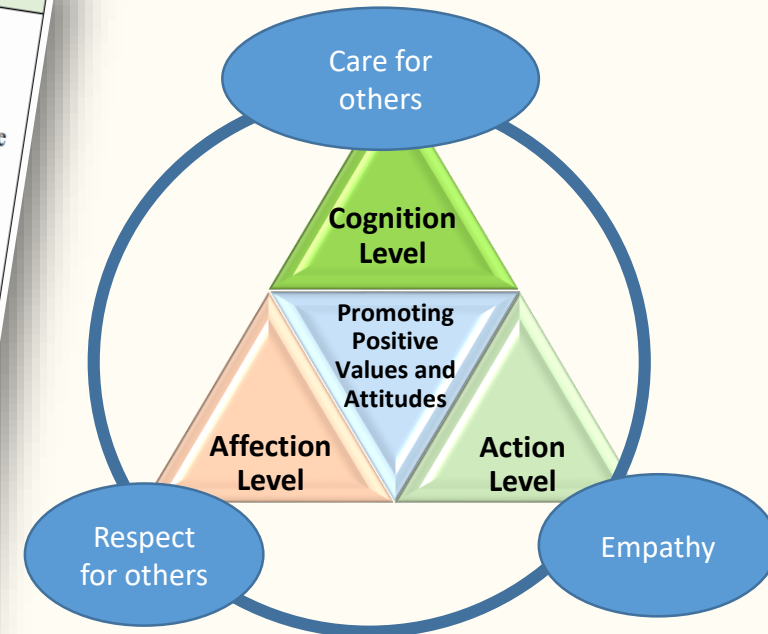 Care for
others
Cognition
Level
Promoting
Positive
Values and
Attitudes
Affection
Level
Action
Level
Respect
for others
Empathy